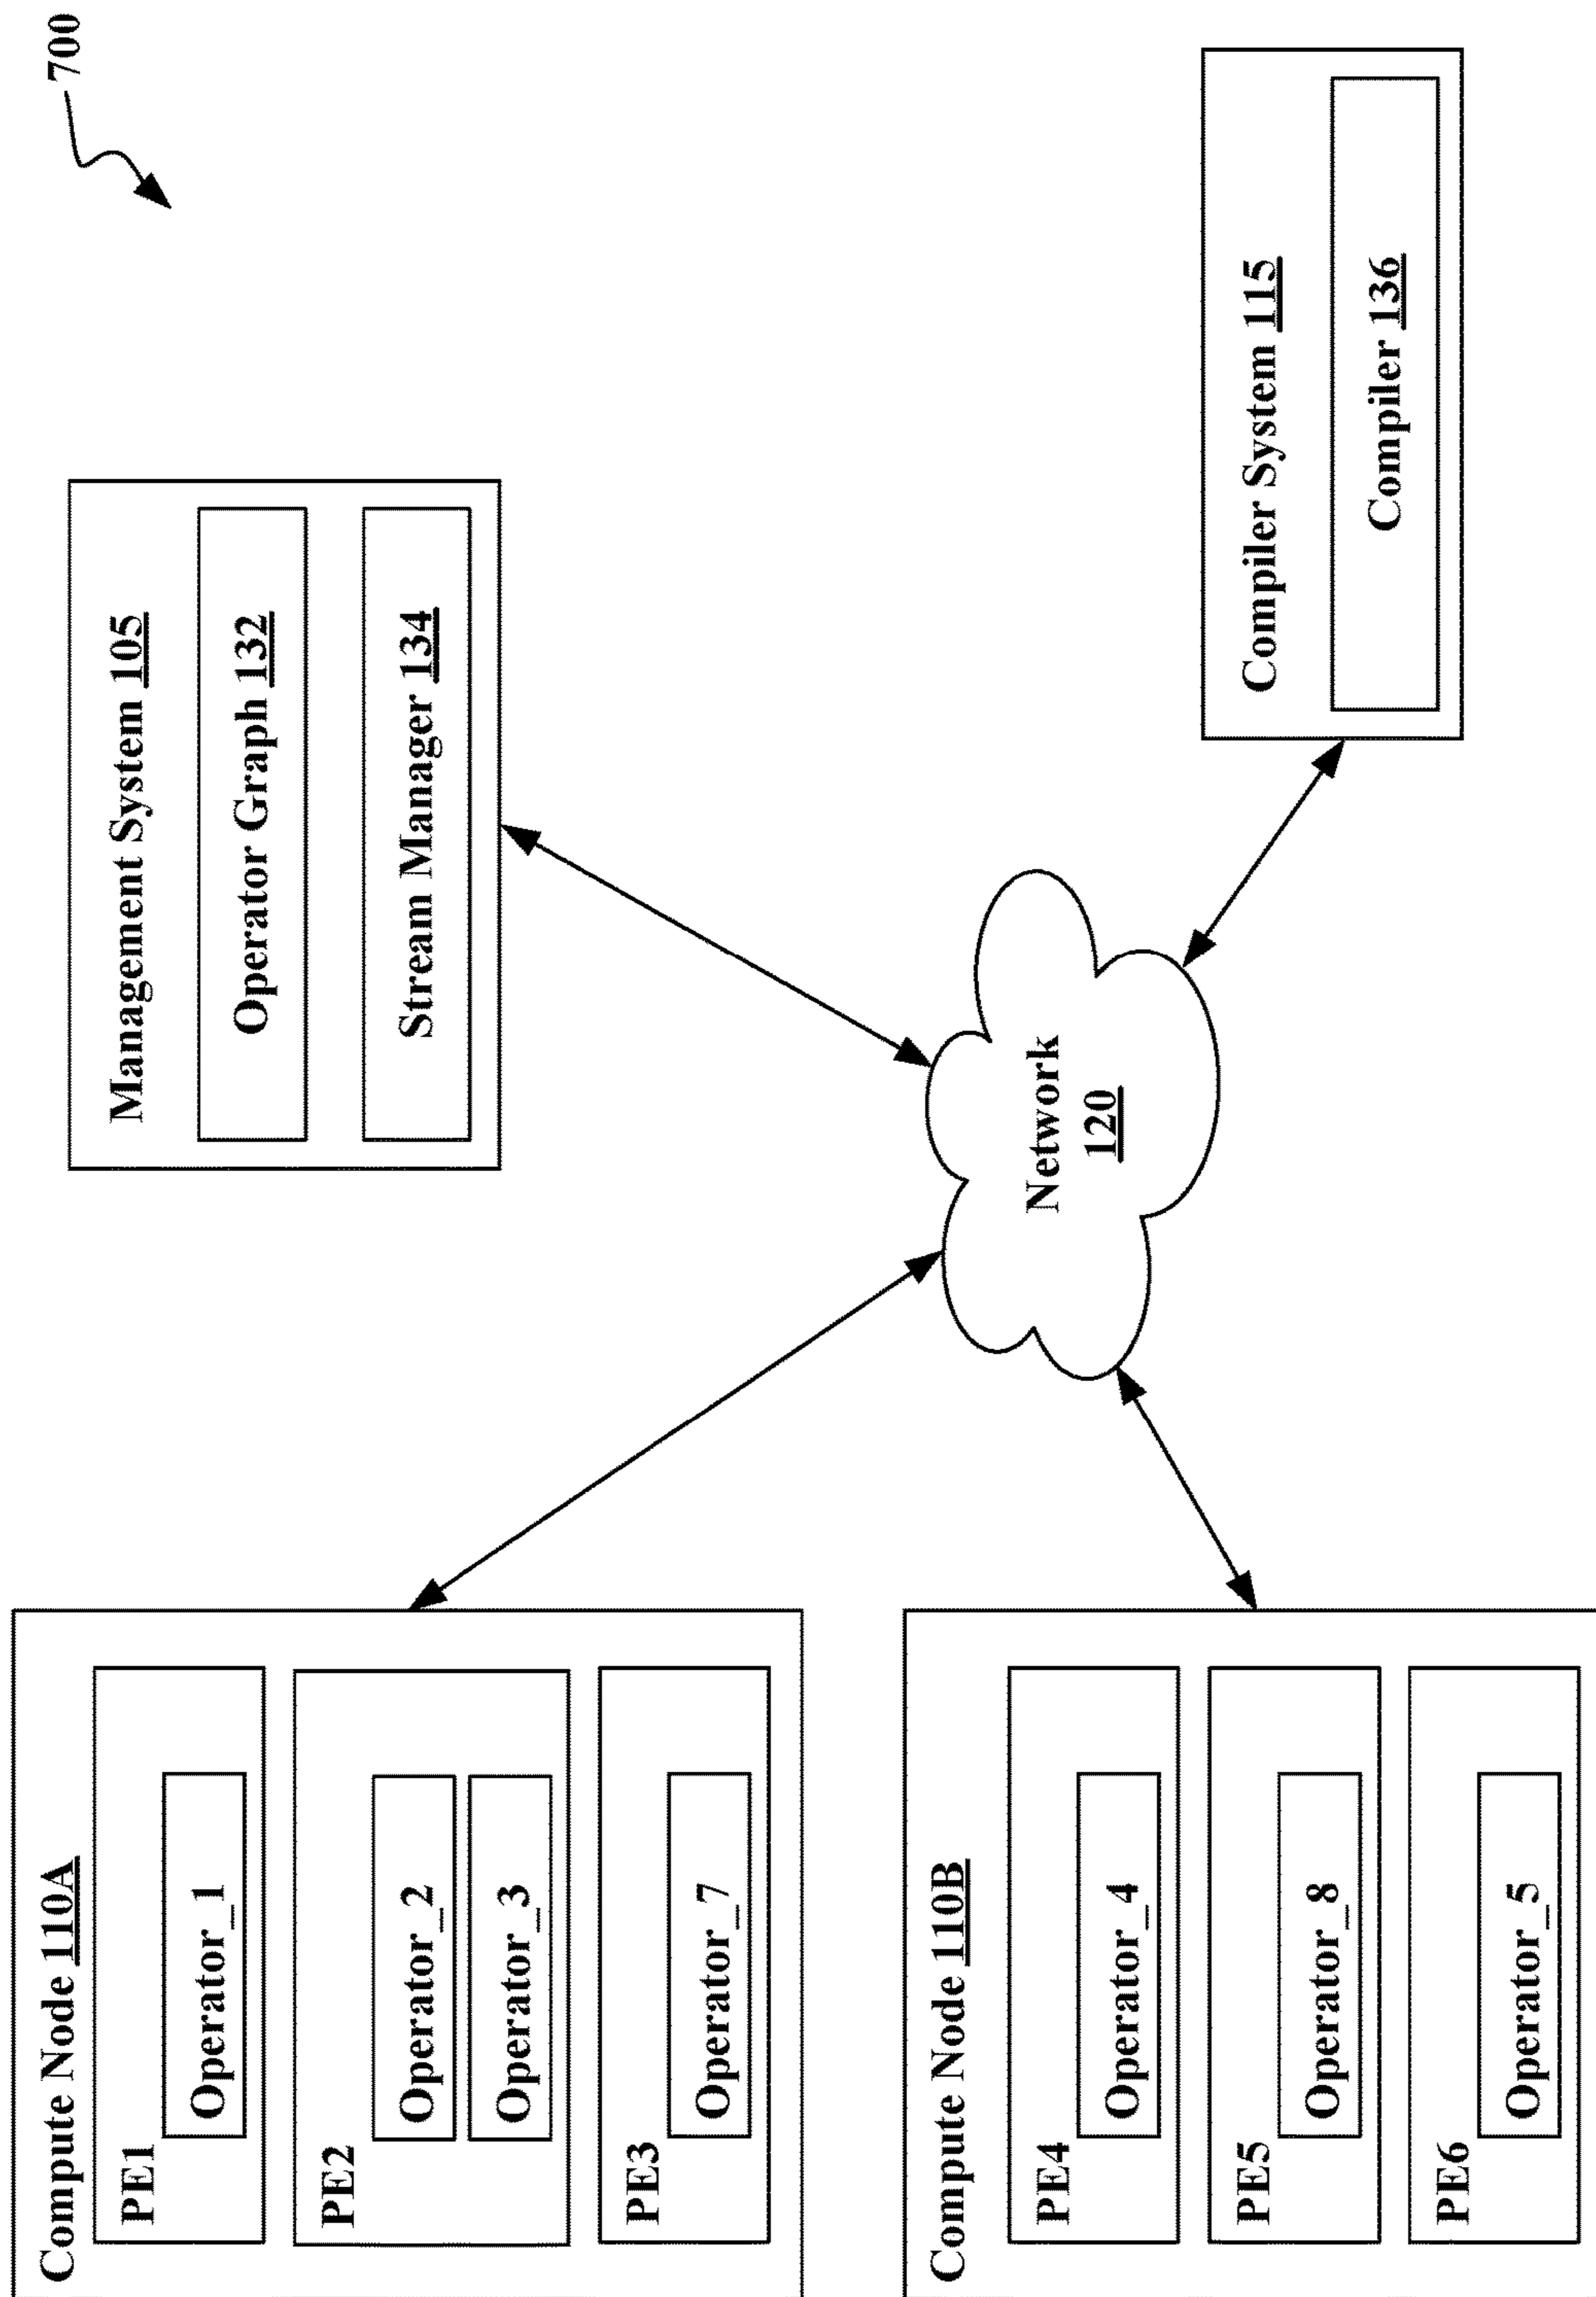 700
Compute Node 110A
PE1
Operator_1
PE2
Operator_2
Operator_3
PE3
Operator_7
Management System 105
Operator Graph 132
Stream Manager 134
Network
120
Compute Node 110B
PE4
Operator_4
PE5
Operator_8
PE6
Operator_5
Compiler System 115
Compiler 136